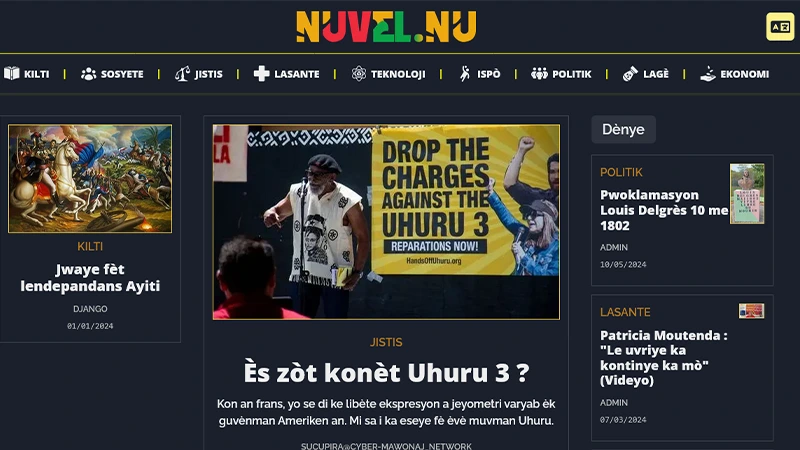 NUVEL.NU
KILTI | SOSYETE | JISTIS | LASANTE | TEKNOLOJI | ISPÒ | POLITIK | LAGÈ | EKONOMI
KILTI
Jwaye fèt
lendepandans Ayiti
DJANGO
01/01/2024
LA
DROP THE
CHARGES
AGAINST THE
UHURU 3
REPARATIONS NOW!
HandsOffUhuru.org
JISTIS
Ès zòt konèt Uhuru 3 ?
Kon an frans, yo se di ke libète ekspresyon a jeyometri varyab èk
guvènman Ameriken an. Mi sa i ka eseye fè èvè muvman Uhuru.
SUCUPIRA@CYBER-MAWONAJ_NETWORK
Dènye
POLITIK
Pwoklamasyon
Louis Delgrès 10 me
1802
ADMIN
10/05/2024
LASANTE
Patricia Moutenda :
"Le uvriye ka
kontinye ka mò"
(Videyo)
ADMIN
07/03/2024